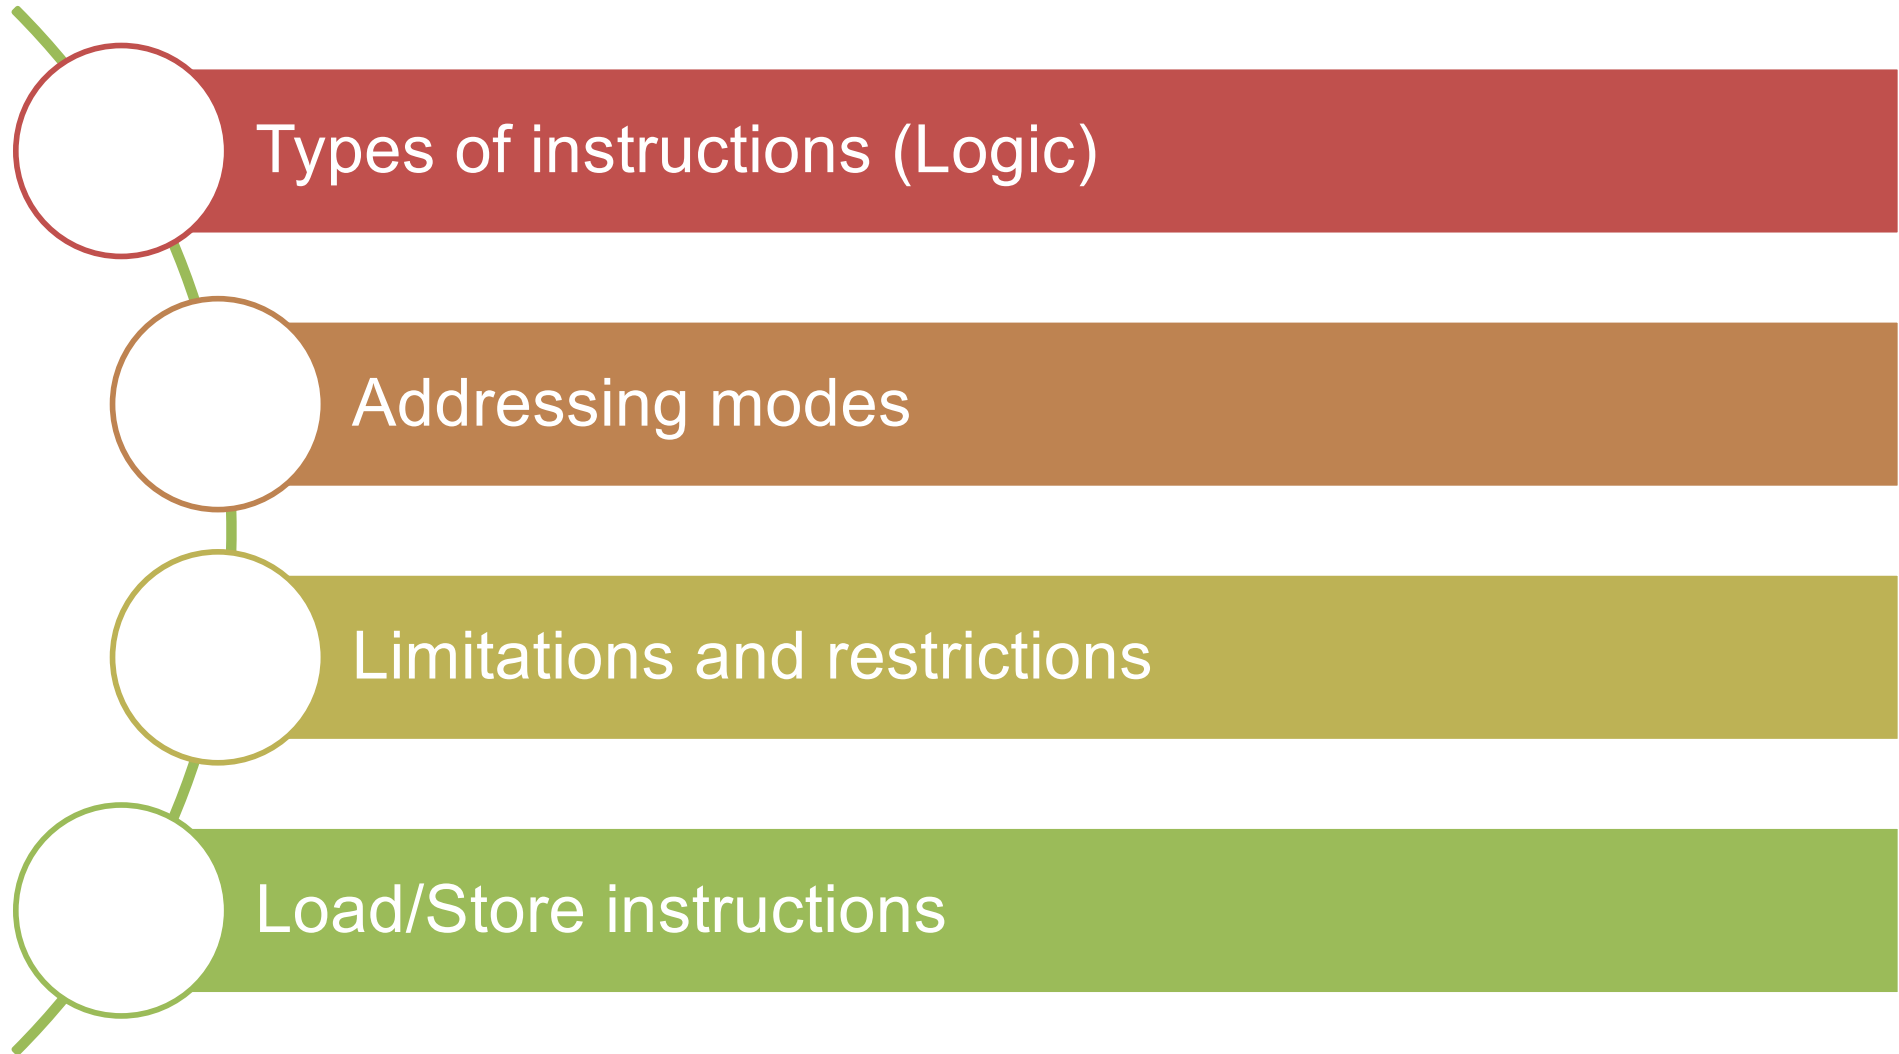 Types of instructions (Logic)
Addressing modes
Limitations and restrictions
Load/Store instructions